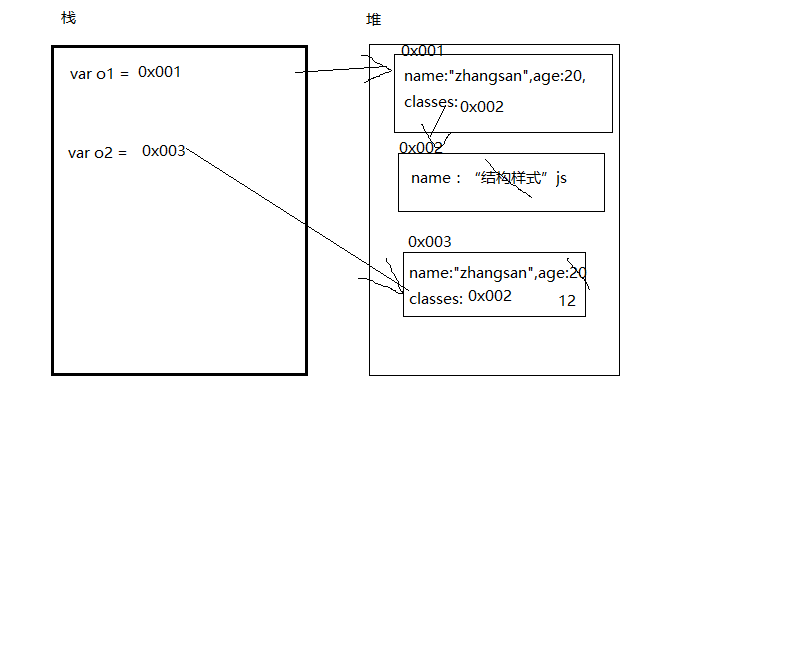 栈
堆
var o1 = 0x001
var o2 = 0x003
0x001
name:"zhangsan",age:20,
classes: 0x002
0x002
name： “结构样式” js
0x003
name:"zhangsan",age:20
classes: 0x002 12